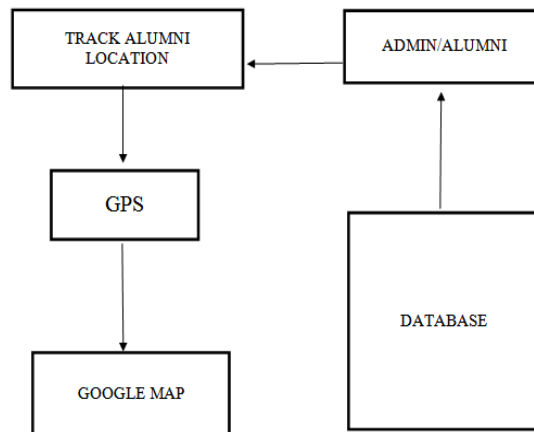 TRACK ALUMNI
LOCATION
ADMIN/ALUMNI
GPS
DATABASE
GOOGLE MAP